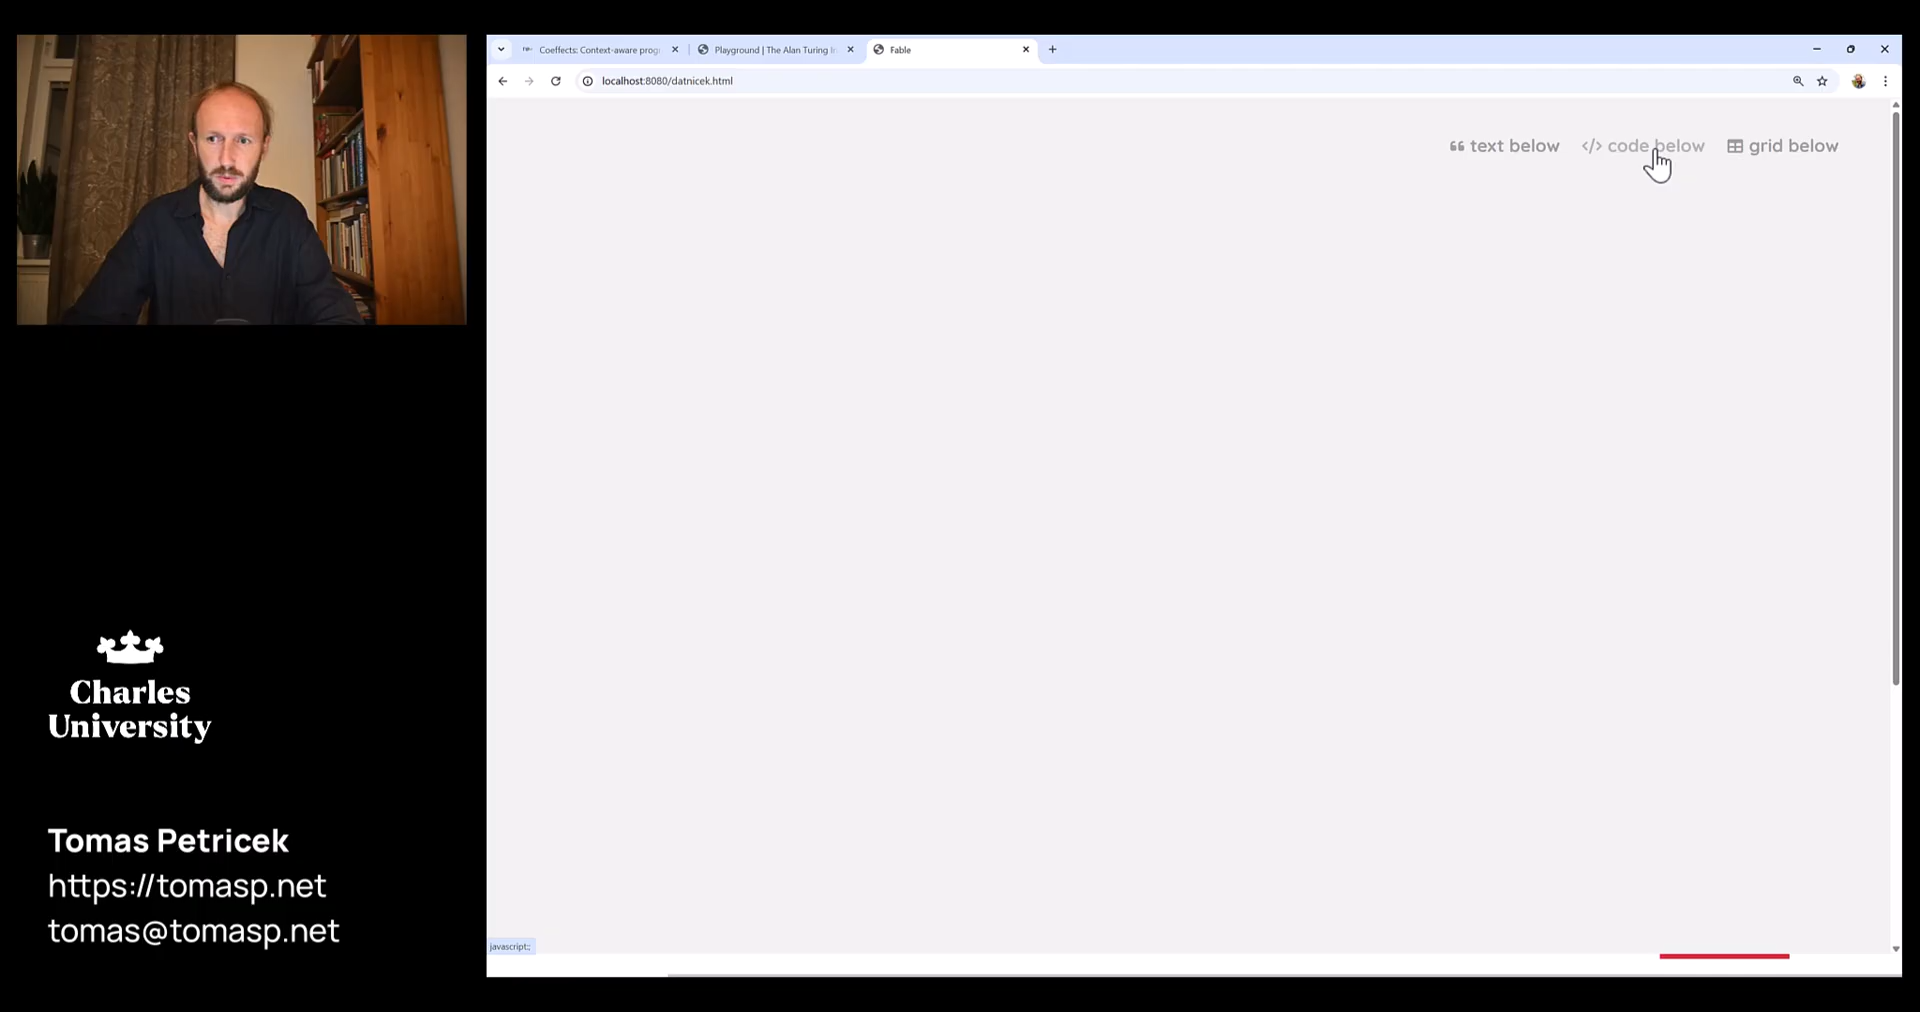 Coeffects: Context-aware prog
Playground | The Alan Turing In
Fable
localhost:8080/datnicek.html
text below
</> code below
grid below
Charles
University
Tomas Petricek
https://tomasp.net
tomas@tomasp.net
javascript:;